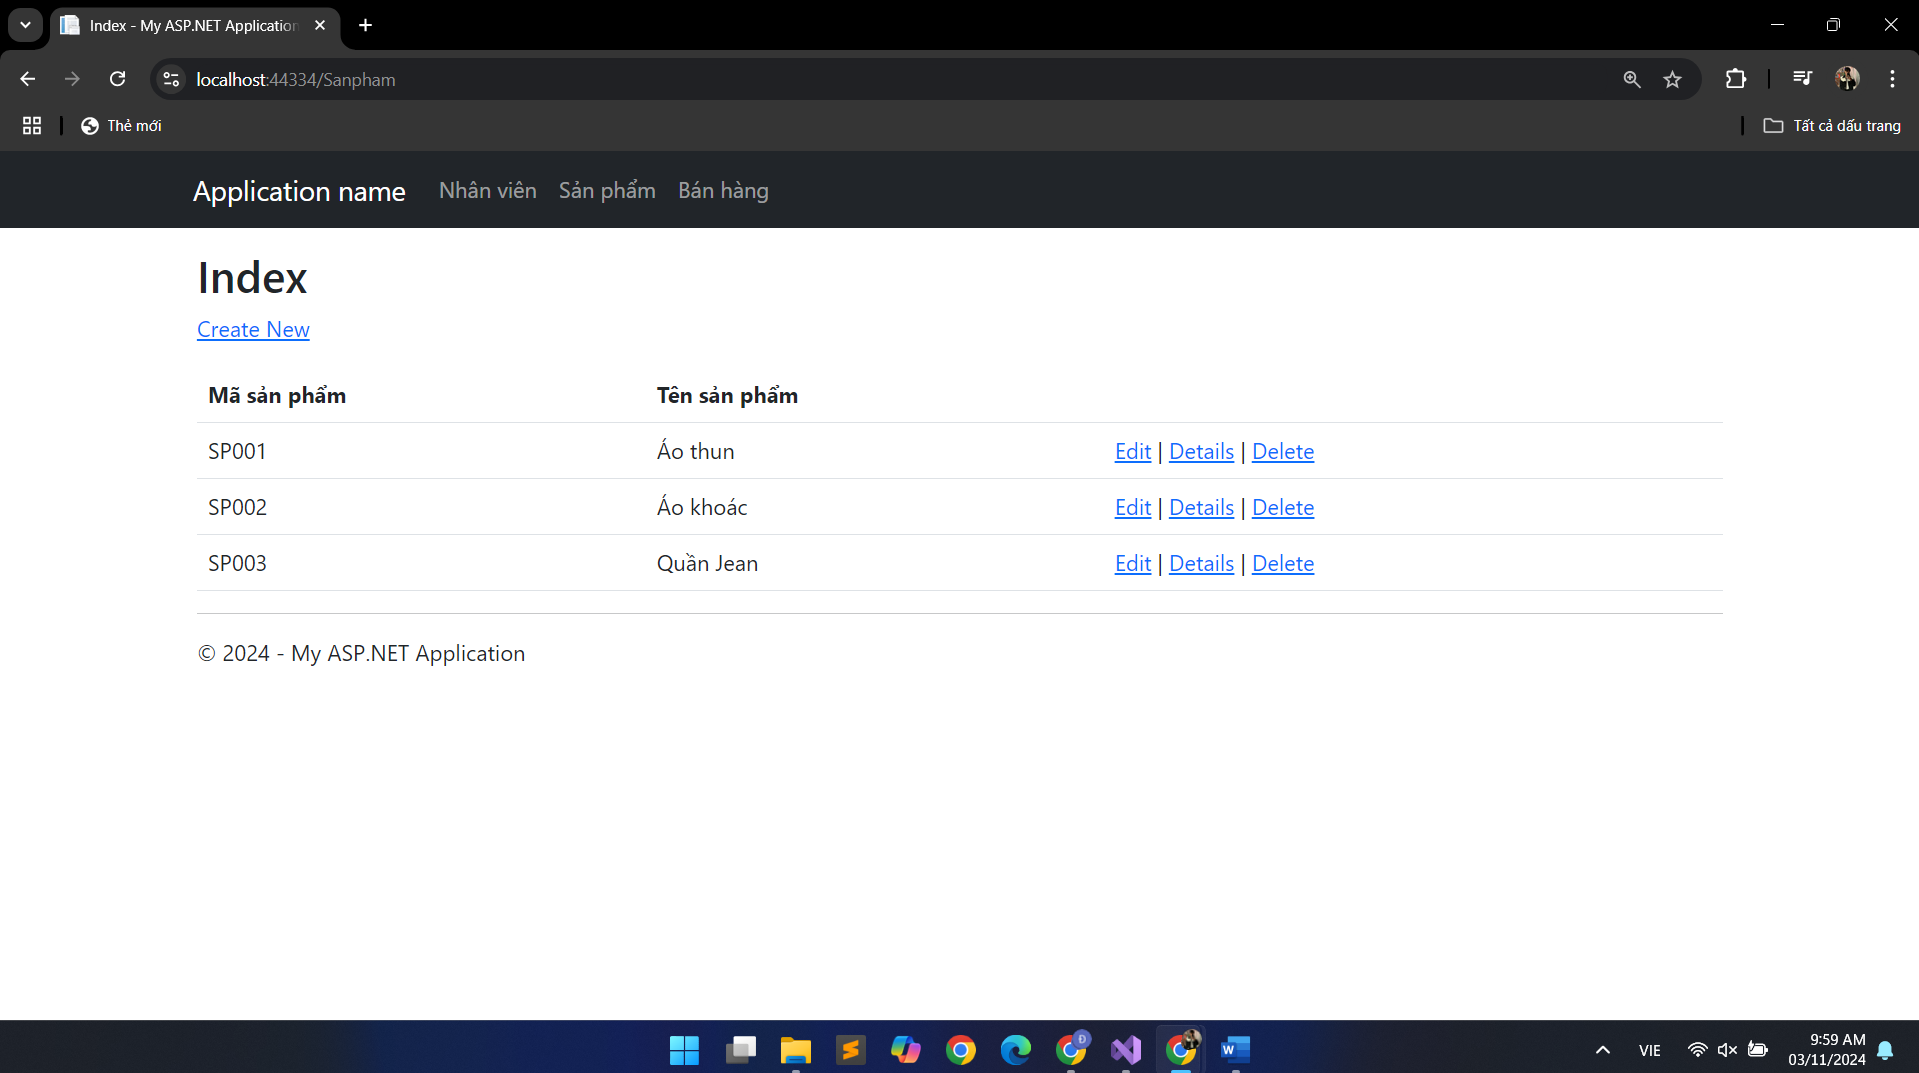 Index - My ASP.NET Application
localhost:44334/Sanpham
Thẻ mới
Tất cả dấu trang
Application name Nhân viên Sản phẩm Bán hàng
Index
Create New
Mã sản phẩm Tên sản phẩm
SP001 Áo thun Edit | Details | Delete
SP002 Áo khoác Edit | Details | Delete
SP003 Quần Jean Edit | Details | Delete
© 2024 - My ASP.NET Application
VIE
9:59 AM
03/11/2024